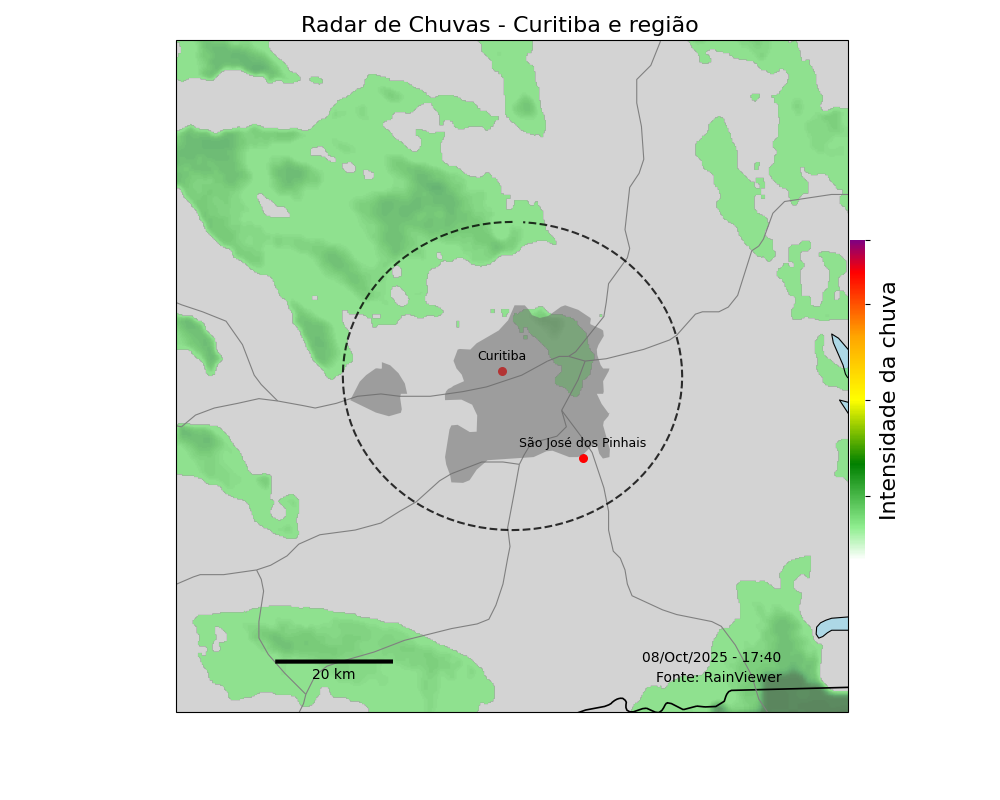 Radar de Chuvas - Curitiba e região
Curitiba
São José dos Pinhais
Intensidade da chuva
08/Oct/2025 - 17:40
Fonte: RainViewer
20 km